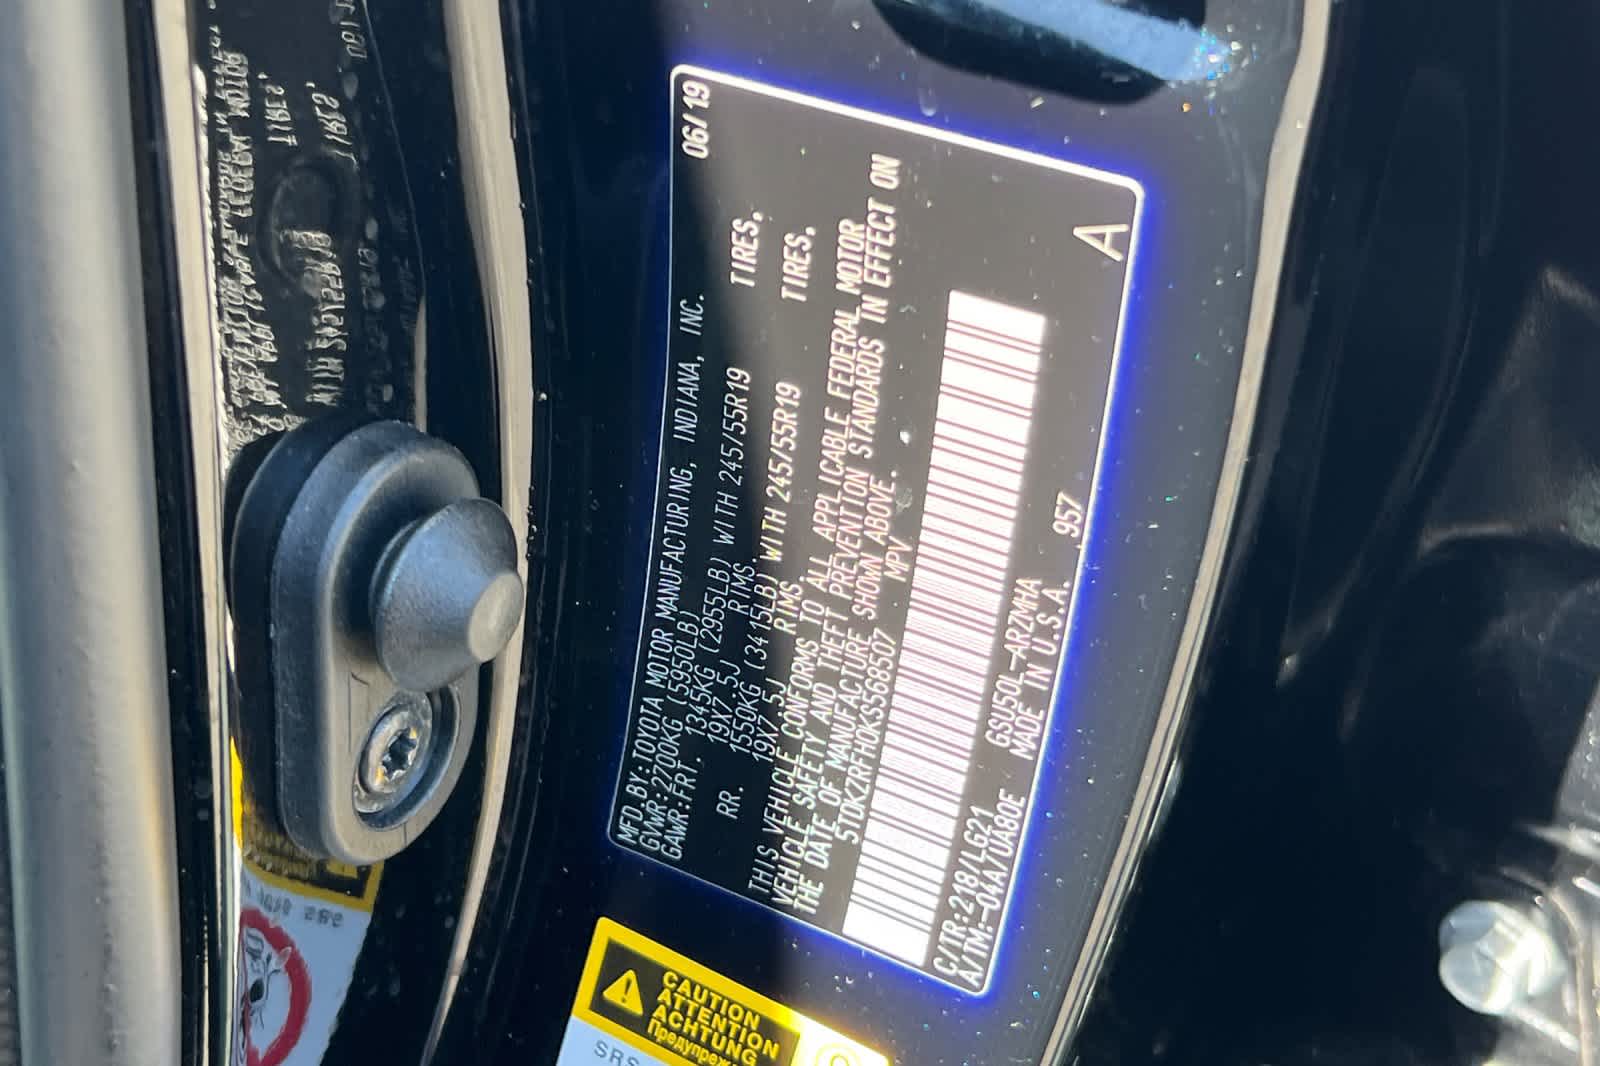 MFD.BY:TOYOTA MOTOR MANUFACTURING, INDIANA, INC. 06/19
GVWR:2700KG (5950LB)
GAWR:FRT. 1345KG (2955LB) WITH 245/55R19 TIRES.
19X7.5J RIMS.
RR. 1550KG (3415LB) WITH 245/55R19 TIRES.
19X7.5J RIMS
THIS VEHICLE CONFORMS TO ALL APPLICABLE FEDERAL MOTOR
VEHICLE SAFETY AND THEFT PREVENTION STANDARDS IN EFFECT ON
THE DATE OF MANUFACTURE SHOWN ABOVE.
5TDKZRFH0KS568507 MPV
C/TR:218/LG21 GSU50L-ARZMHA
A/TM:-04A/UA80E MADE IN U.S.A. 957
A
CAUTION
ATTENTION
ACHTUNG
SRS